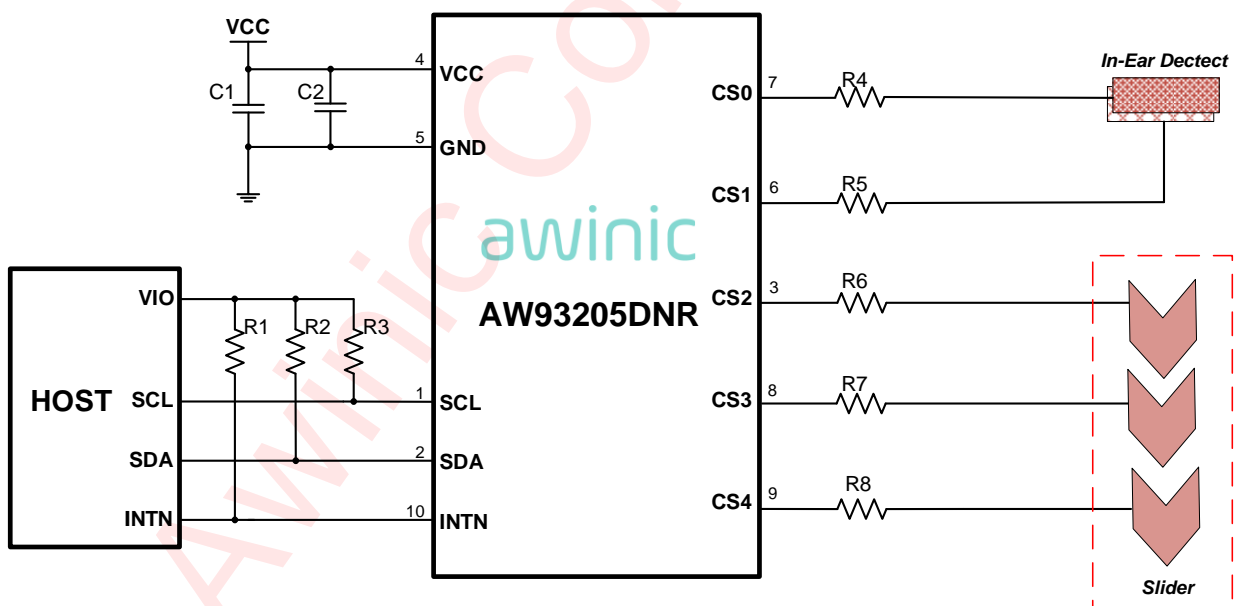 VCC
C1
C2
4
VCC
5
GND
awinic
AW93205DNR
HOST
VIO
SCL
SDA
INTN
R1
R2
R3
1
SCL
2
SDA
10
INTN
CS0
7
R4
CS1
6
R5
CS2
3
R6
CS3
8
R7
CS4
9
R8
In-Ear Dectect
Slider
Awinic Co